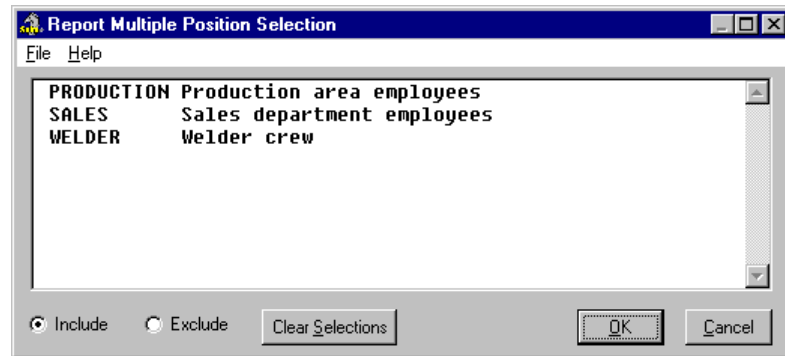 Report Multiple Position Selection
File Help
PRODUCTION Production area employees
SALES Sales department employees
WELDER Welder crew
Include Exclude Clear Selections OK Cancel